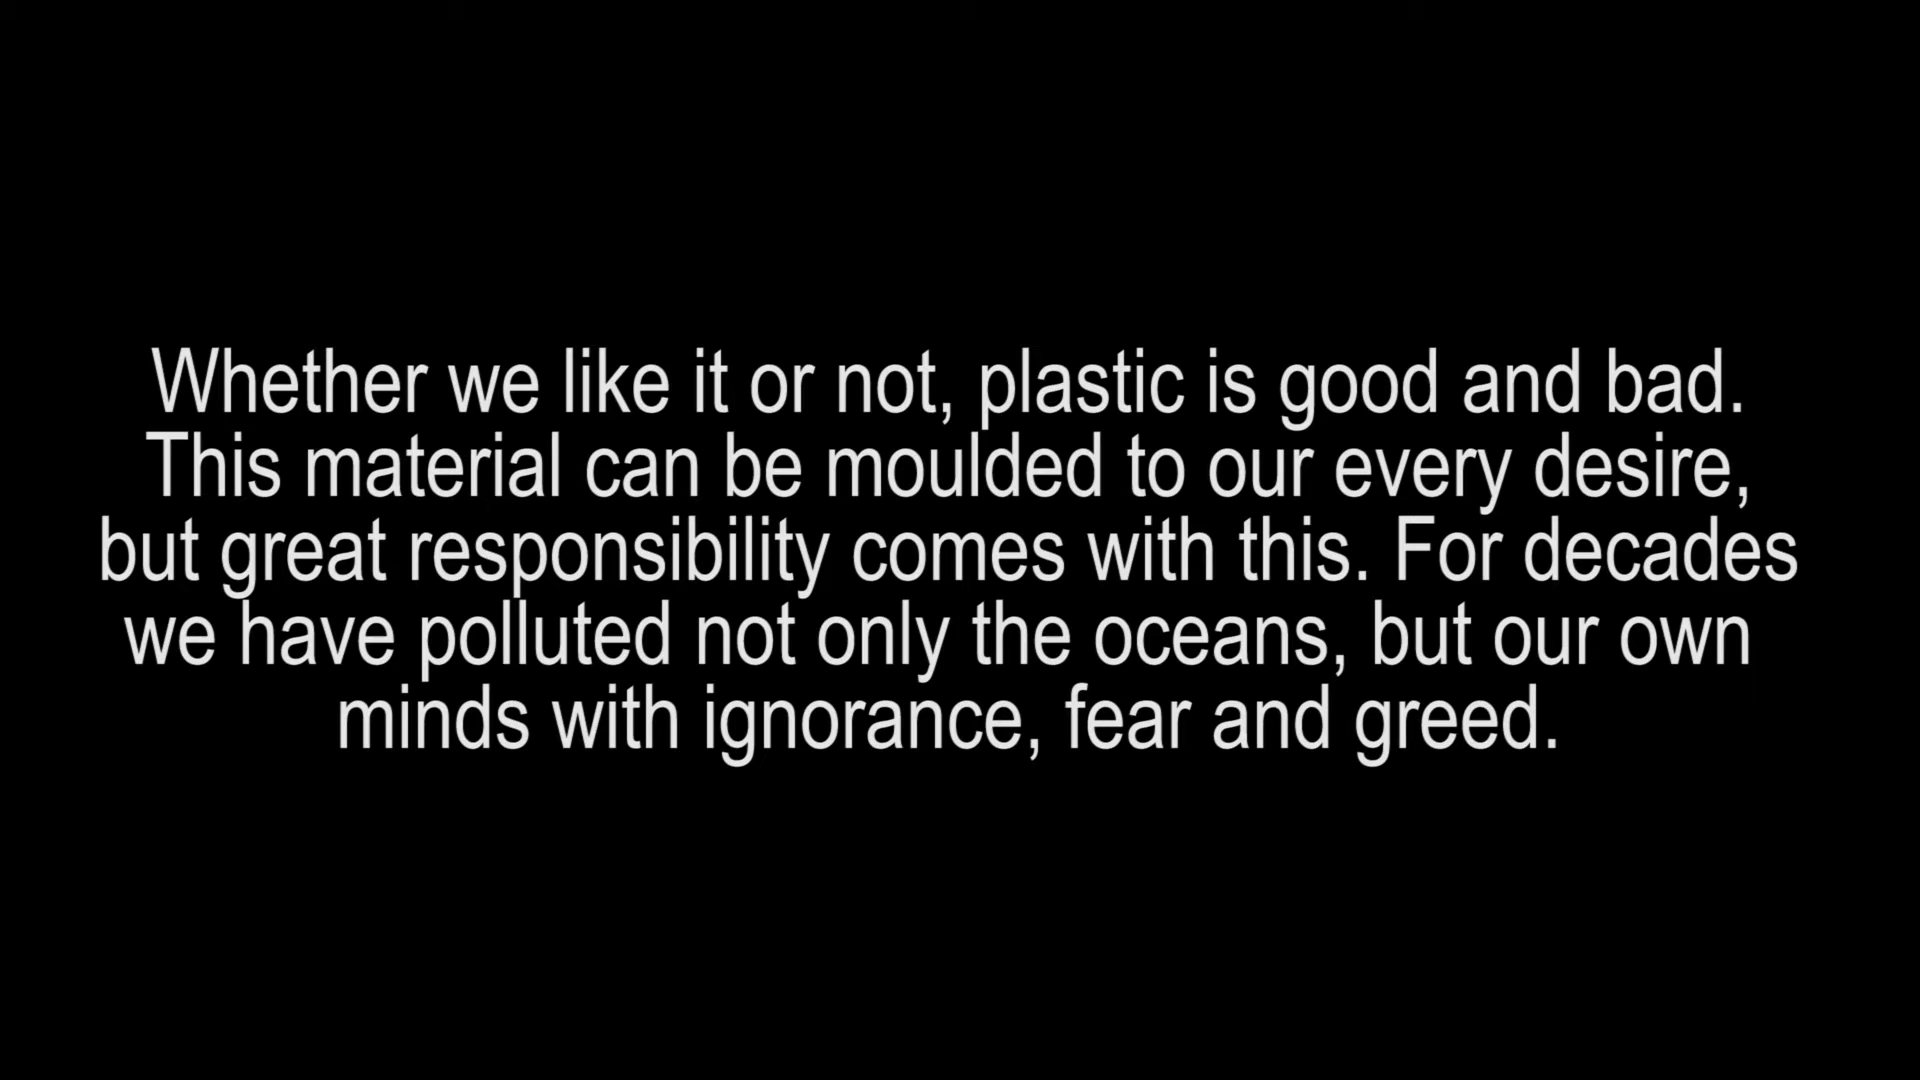 Whether we like it or not, plastic is good and bad.
This material can be moulded to our every desire,
but great responsibility comes with this. For decades
we have polluted not only the oceans, but our own
minds with ignorance, fear and greed.